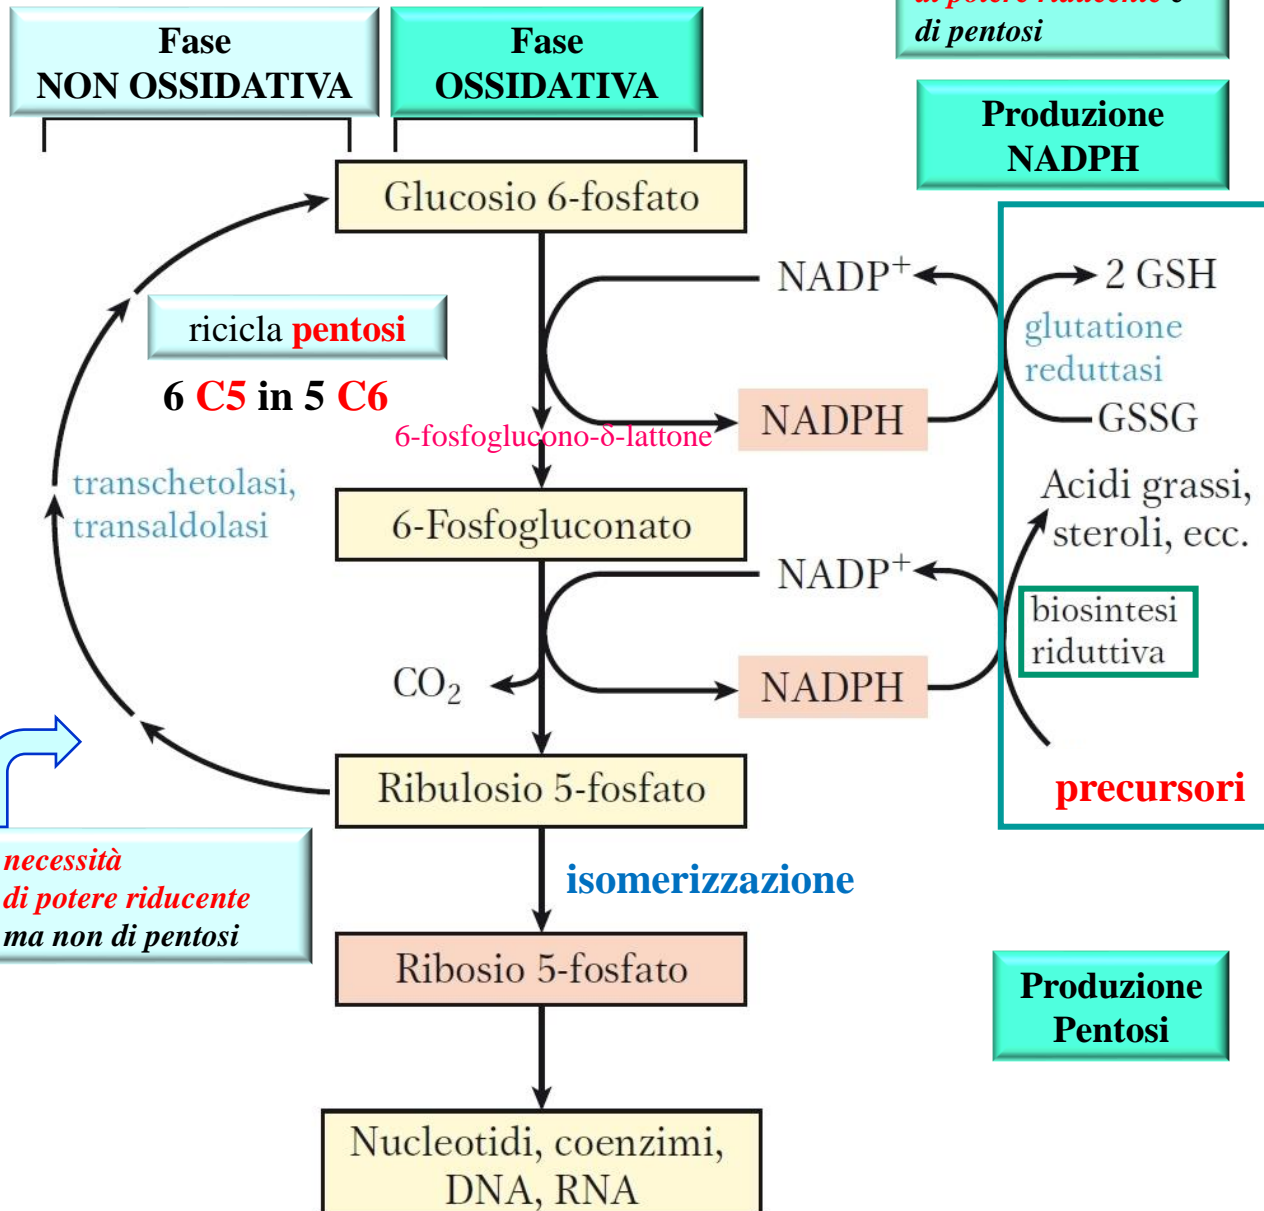 di potere riducente e
di pentosi
Fase
NON OSSIDATIVA
Fase
OSSIDATIVA
Produzione
NADPH
Glucosio 6-fosfato
NADP+
2 GSH
glutatione
reduttasi
ricicla pentosi
6 C5 in 5 C6
NADPH
GSSG
6-fosfoglucono-δ-lattone
transchetolasi,
transaldolasi
6-Fosfogluconato
Acidi grassi,
steroli, ecc.
NADP+
biosintesi
riduttiva
CO2
NADPH
Ribulosio 5-fosfato
precursori
necessità
di potere riducente
ma non di pentosi
isomerizzazione
Ribosio 5-fosfato
Produzione
Pentosi
Nucleotidi, coenzimi,
DNA, RNA